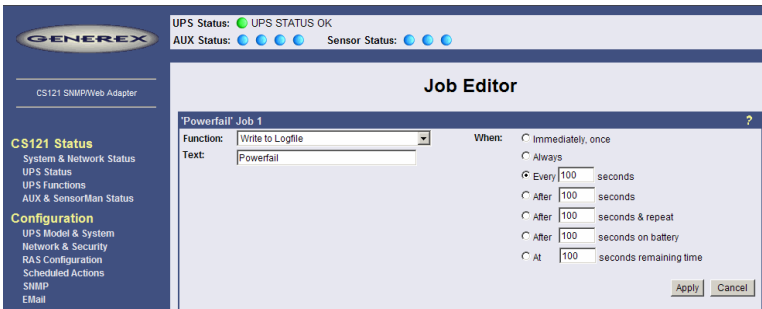 GENEREX
CS121 SNMP/Web Adapter
CS121 Status
System & Network Status
UPS Status
UPS Functions
AUX & SensorMan Status
Configuration
UPS Model & System
Network & Security
RAS Configuration
Scheduled Actions
SNMP
EMail
UPS Status: UPS STATUS OK
AUX Status: Sensor Status:
Job Editor
'Powerfail' Job 1 ?
Function: Write to Logfile
Text: Powerfail
When: Immediately, once
Always
Every 100 seconds
After 100 seconds
After 100 seconds & repeat
After 100 seconds on battery
At 100 seconds remaining time
Apply Cancel